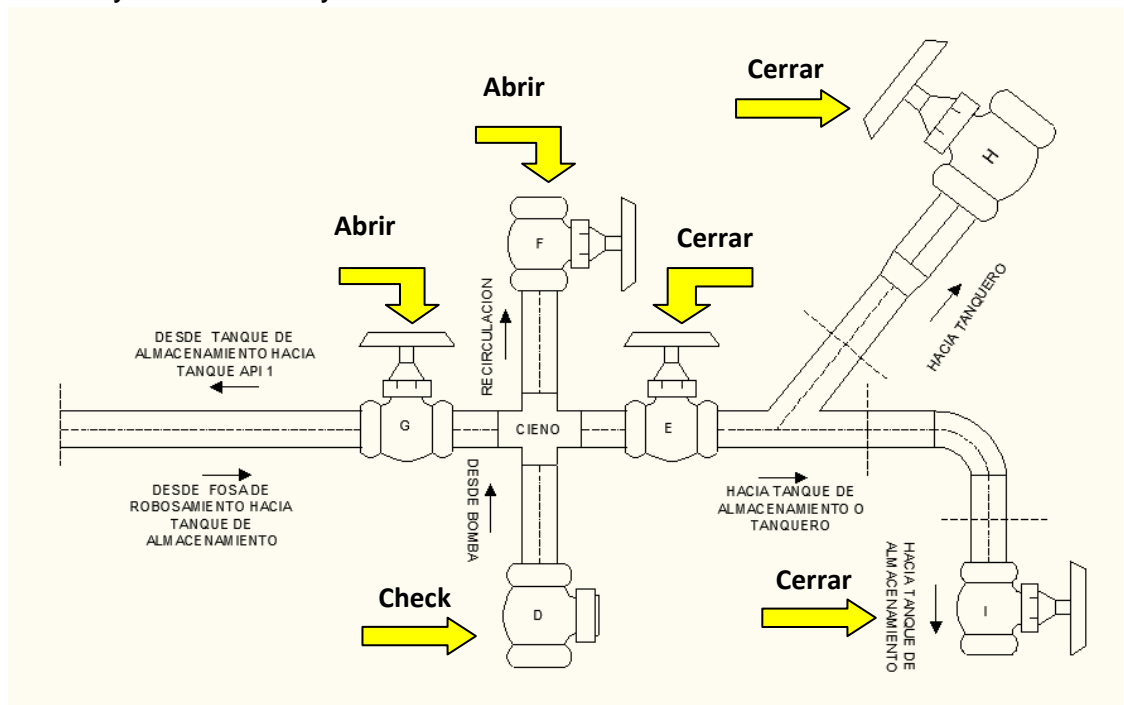 Cerrar
Abrir
H
Abrir
F
Cerrar
RECIRCULACION
HACIA TANQUERO
DESDE TANQUE DE
ALMACENAMIENTO HACIA
TANQUE API 1
G
CIENO
E
DESDE FOSA DE
ROBOSAMIENTO HACIA
TANQUE DE
ALMACENAMIENTO
DESDE BOMBA
HACIA TANQUE DE
ALMACENAMIENTO O
TANQUERO
Check
D
Cerrar
HACIA TANQUE DE
ALMACENAMIENTO
I